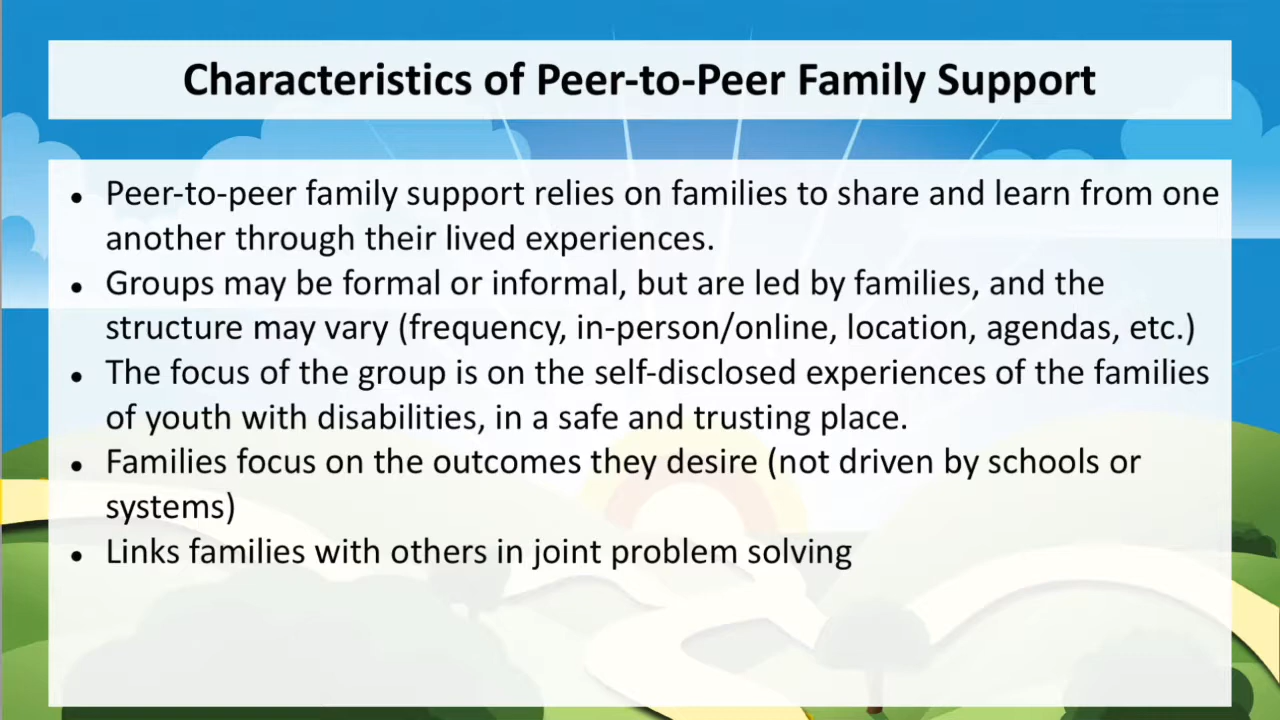 Characteristics of Peer-to-Peer Family Support
• Peer-to-peer family support relies on families to share and learn from one
another through their lived experiences.
• Groups may be formal or informal, but are led by families, and the
structure may vary (frequency, in-person/online, location, agendas, etc.)
• The focus of the group is on the self-disclosed experiences of the families
of youth with disabilities, in a safe and trusting place.
• Families focus on the outcomes they desire (not driven by schools or
systems)
• Links families with others in joint problem solving